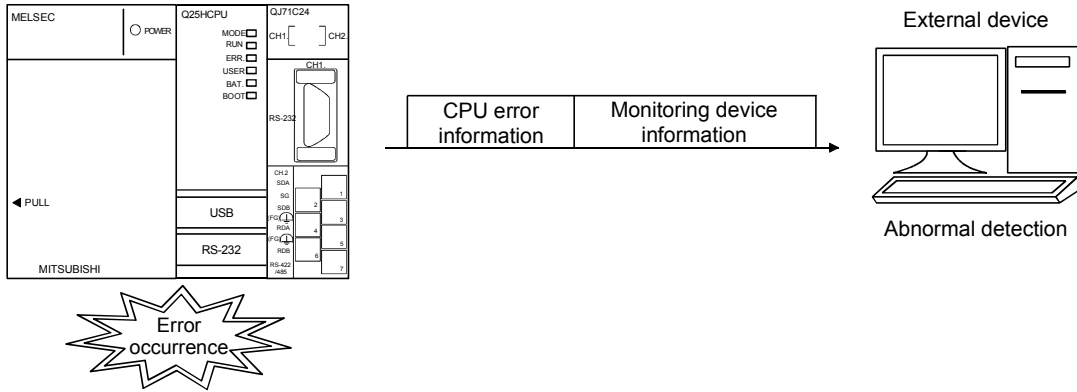 MELSEC
POWER
PULL
MITSUBISHI
Q25HCPU
MODE
RUN
ERR.
USER
BAT.
BOOT
USB
RS-232
QJ71C24
CH1.
CH2.
CH1.
RS-232
CH.2
SDA
SG
SDB
(FG)
RDA
(FG)
RDB
RS-422
/485
1
2
3
4
5
6
7
Error
occurrence
CPU error
information
Monitoring device
information
External device
Abnormal detection